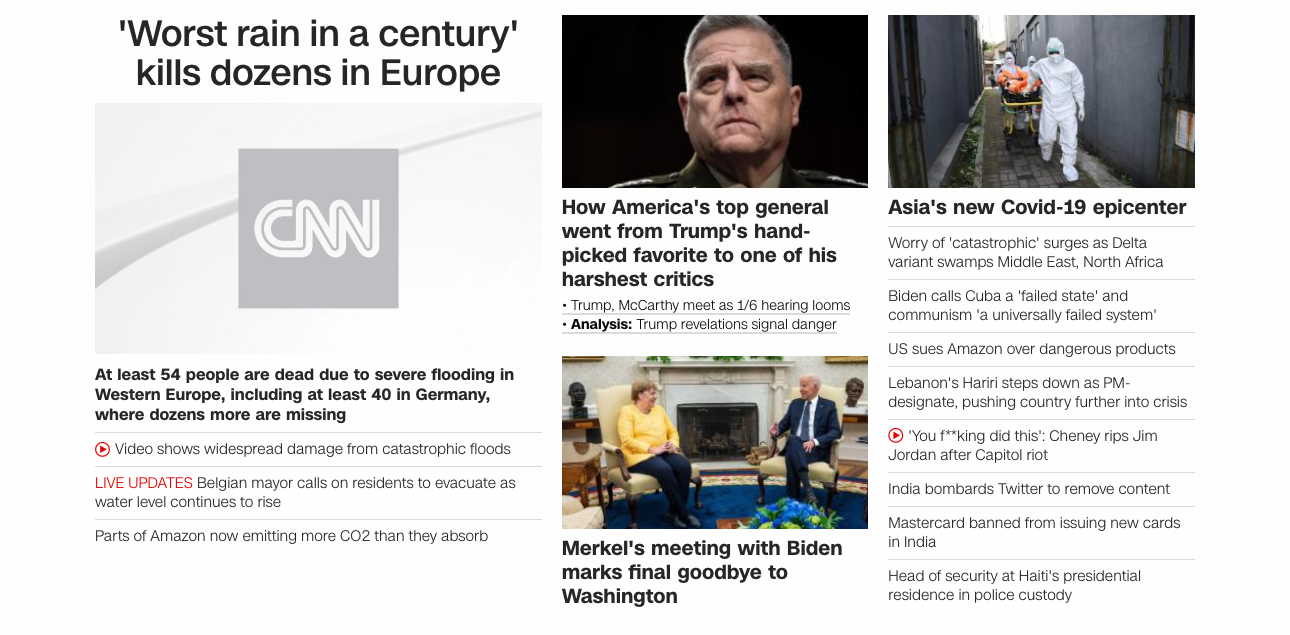 'Worst rain in a century'
kills dozens in Europe
CNN
At least 54 people are dead due to severe flooding in
Western Europe, including at least 40 in Germany,
where dozens more are missing
Video shows widespread damage from catastrophic floods
LIVE UPDATES Belgian mayor calls on residents to evacuate as
water level continues to rise
Parts of Amazon now emitting more CO2 than they absorb
How America's top general
went from Trump's hand-
picked favorite to one of his
harshest critics
• Trump, McCarthy meet as 1/6 hearing looms
• Analysis: Trump revelations signal danger
Merkel's meeting with Biden
marks final goodbye to
Washington
Asia's new Covid-19 epicenter
Worry of 'catastrophic' surges as Delta
variant swamps Middle East, North Africa
Biden calls Cuba a 'failed state' and
communism 'a universally failed system'
US sues Amazon over dangerous products
Lebanon's Hariri steps down as PM-
designate, pushing country further into crisis
'You f**king did this': Cheney rips Jim
Jordan after Capitol riot
India bombards Twitter to remove content
Mastercard banned from issuing new cards
in India
Head of security at Haiti's presidential
residence in police custody